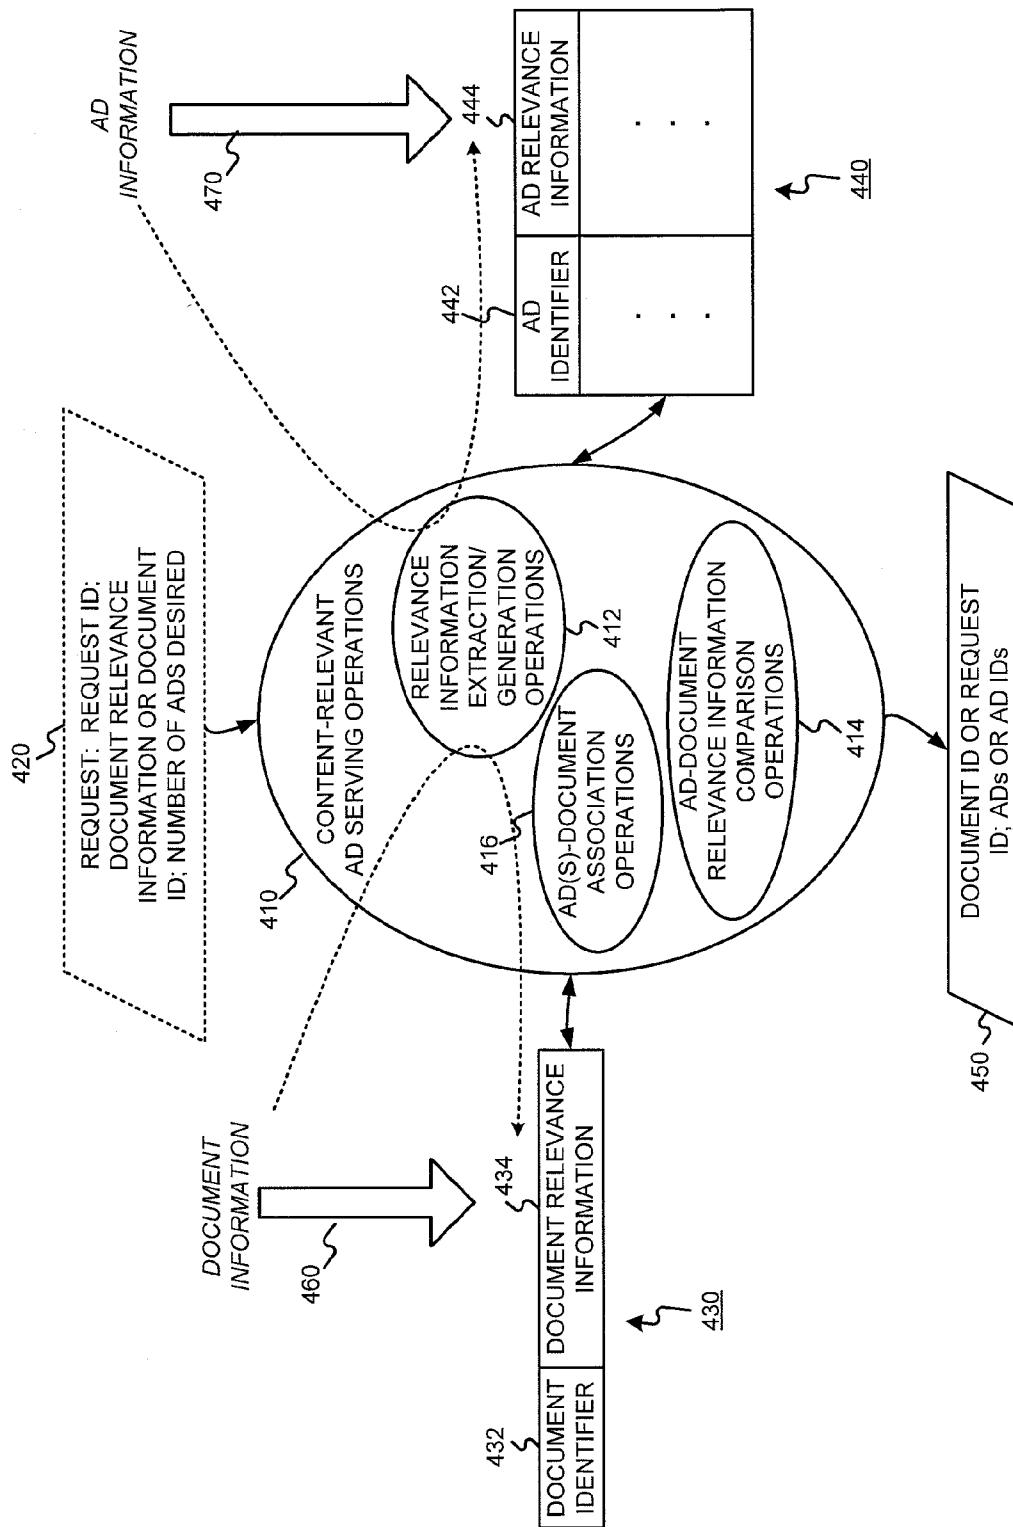 420
REQUEST: REQUEST ID;
DOCUMENT RELEVANCE
INFORMATION OR DOCUMENT
ID; NUMBER OF ADS DESIRED
DOCUMENT
INFORMATION
460
AD
INFORMATION
470
410
CONTENT-RELEVANT
AD SERVING OPERATIONS
RELEVANCE
INFORMATION
EXTRACTION/
GENERATION
OPERATIONS
412
416
AD(S)-DOCUMENT
ASSOCIATION
OPERATIONS
AD-DOCUMENT
RELEVANCE INFORMATION
COMPARISON
OPERATIONS
414
432
434
DOCUMENT
IDENTIFIER
DOCUMENT RELEVANCE
INFORMATION
430
442
444
AD
IDENTIFIER
AD RELEVANCE
INFORMATION
. . .
. . .
440
450
DOCUMENT ID OR REQUEST
ID; ADs OR AD IDs